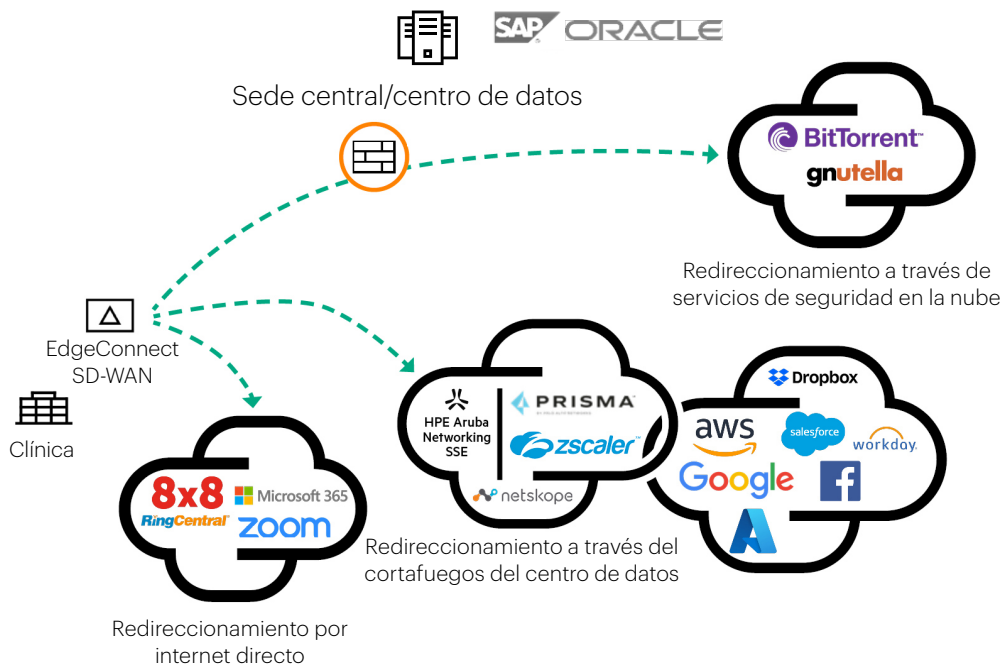 SAP ORACLE
Sede central/centro de datos
BitTorrent™
gnutella
Redireccionamiento a través de
servicios de seguridad en la nube
EdgeConnect
SD-WAN
Clínica
HPE Aruba
Networking
SSE
PRISMA
zscaler™
netskope
Dropbox
aws
salesforce
workday.
Google
8x8
Microsoft 365
RingCentral
zoom
Redireccionamiento a través del
cortafuegos del centro de datos
Redireccionamiento por
internet directo